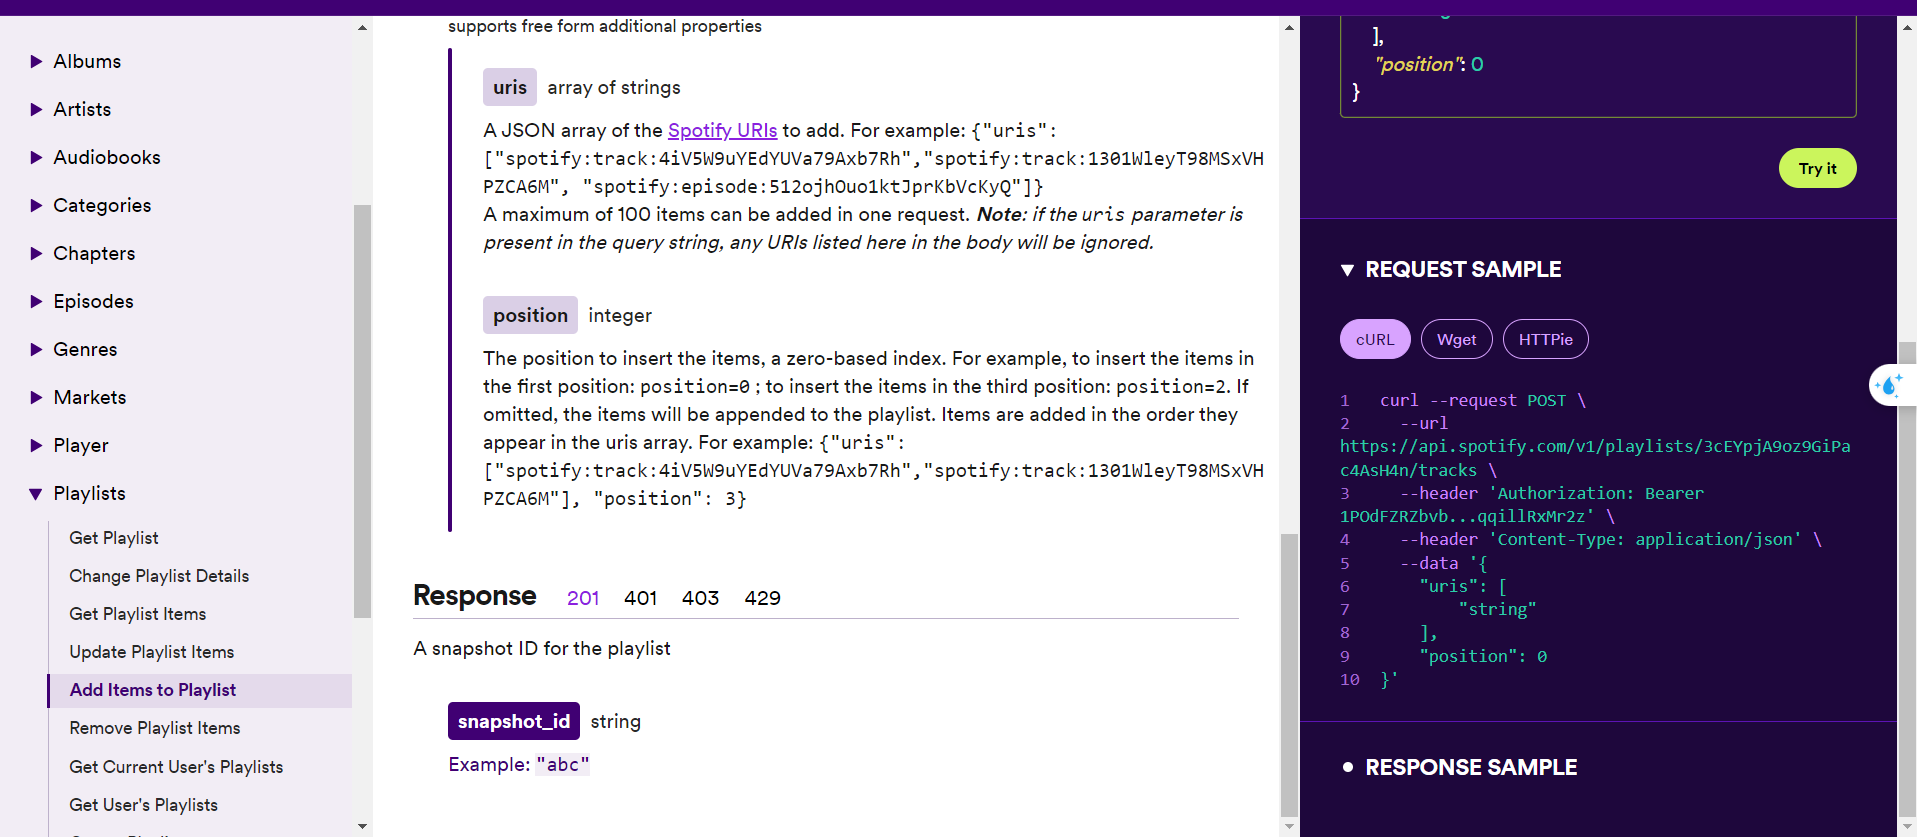 Albums
Artists
Audiobooks
Categories
Chapters
Episodes
Genres
Markets
Player
Playlists
Get Playlist
Change Playlist Details
Get Playlist Items
Update Playlist Items
Add Items to Playlist
Remove Playlist Items
Get Current User's Playlists
Get User's Playlists
supports free form additional properties
uris array of strings
A JSON array of the Spotify URIs to add. For example: {"uris":
["spotify:track:4iV5W9uYEdYUVa79Axb7Rh","spotify:track:1301WleyT98MSxVH
PZCA6M", "spotify:episode:512ojhOuo1ktJprKbVcKyQ"]}
A maximum of 100 items can be added in one request. Note: if the uris parameter is
present in the query string, any URIs listed here in the body will be ignored.
position integer
The position to insert the items, a zero-based index. For example, to insert the items in
the first position: position=0 ; to insert the items in the third position: position=2. If
omitted, the items will be appended to the playlist. Items are added in the order they
appear in the uris array. For example: {"uris":
["spotify:track:4iV5W9uYEdYUVa79Axb7Rh","spotify:track:1301WleyT98MSxVH
PZCA6M"], "position": 3}
Response 201 401 403 429
A snapshot ID for the playlist
snapshot_id string
Example: "abc"
],
"position": 0
}
Try it
REQUEST SAMPLE
cURL Wget HTTPie
1 curl --request POST \
2 --url
https://api.spotify.com/v1/playlists/3cEYpjA9oz9GiPa
c4AsH4n/tracks \
3 --header 'Authorization: Bearer
1POdFZRZbvb...qqillRxMr2z' \
4 --header 'Content-Type: application/json' \
5 --data '{
6 "uris": [
7 "string"
8 ],
9 "position": 0
10 }'
RESPONSE SAMPLE